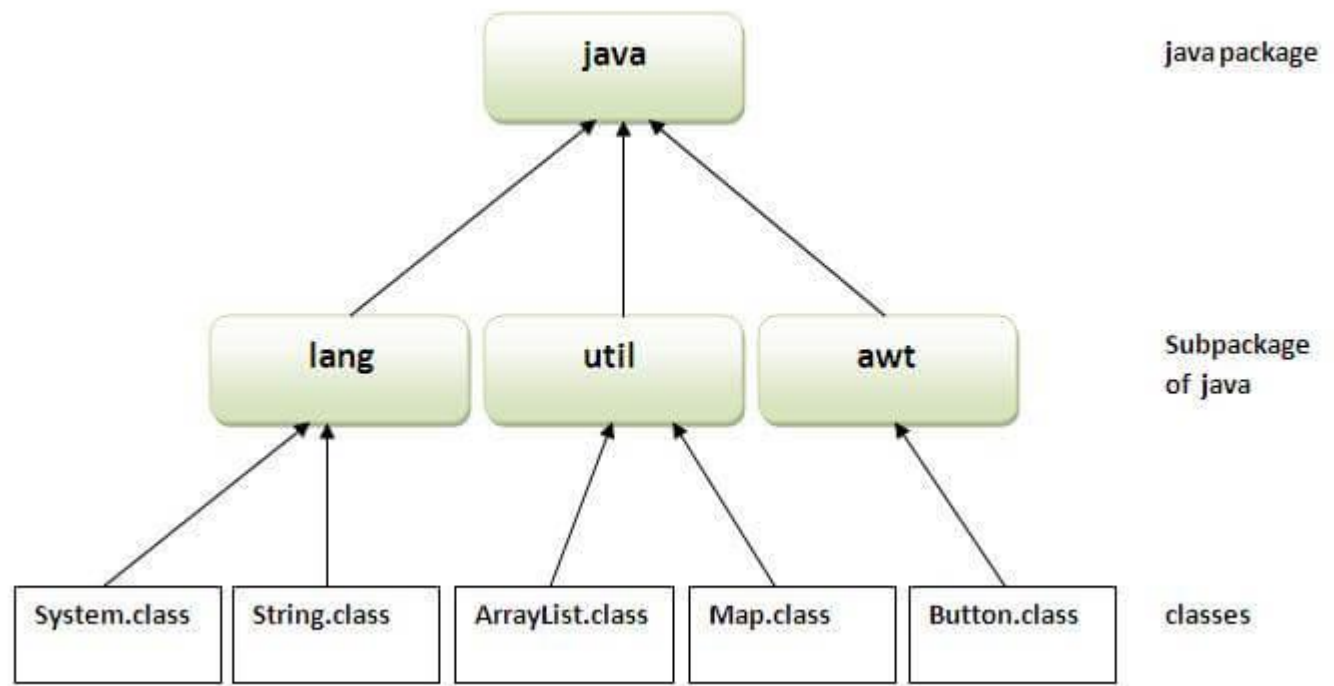 java
java package
lang
util
awt
Subpackage
of java
System.class
String.class
ArrayList.class
Map.class
Button.class
classes